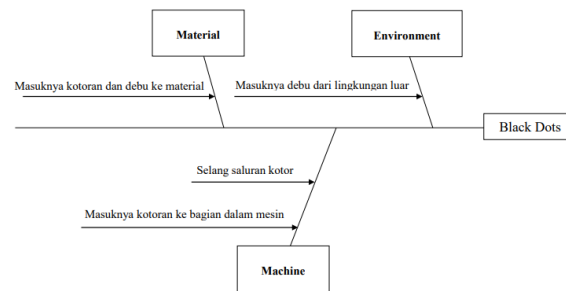 Material
Environment
Masuknya kotoran dan debu ke material
Masuknya debu dari lingkungan luar
Black Dots
Selang saluran kotor
Masuknya kotoran ke bagian dalam mesin
Machine